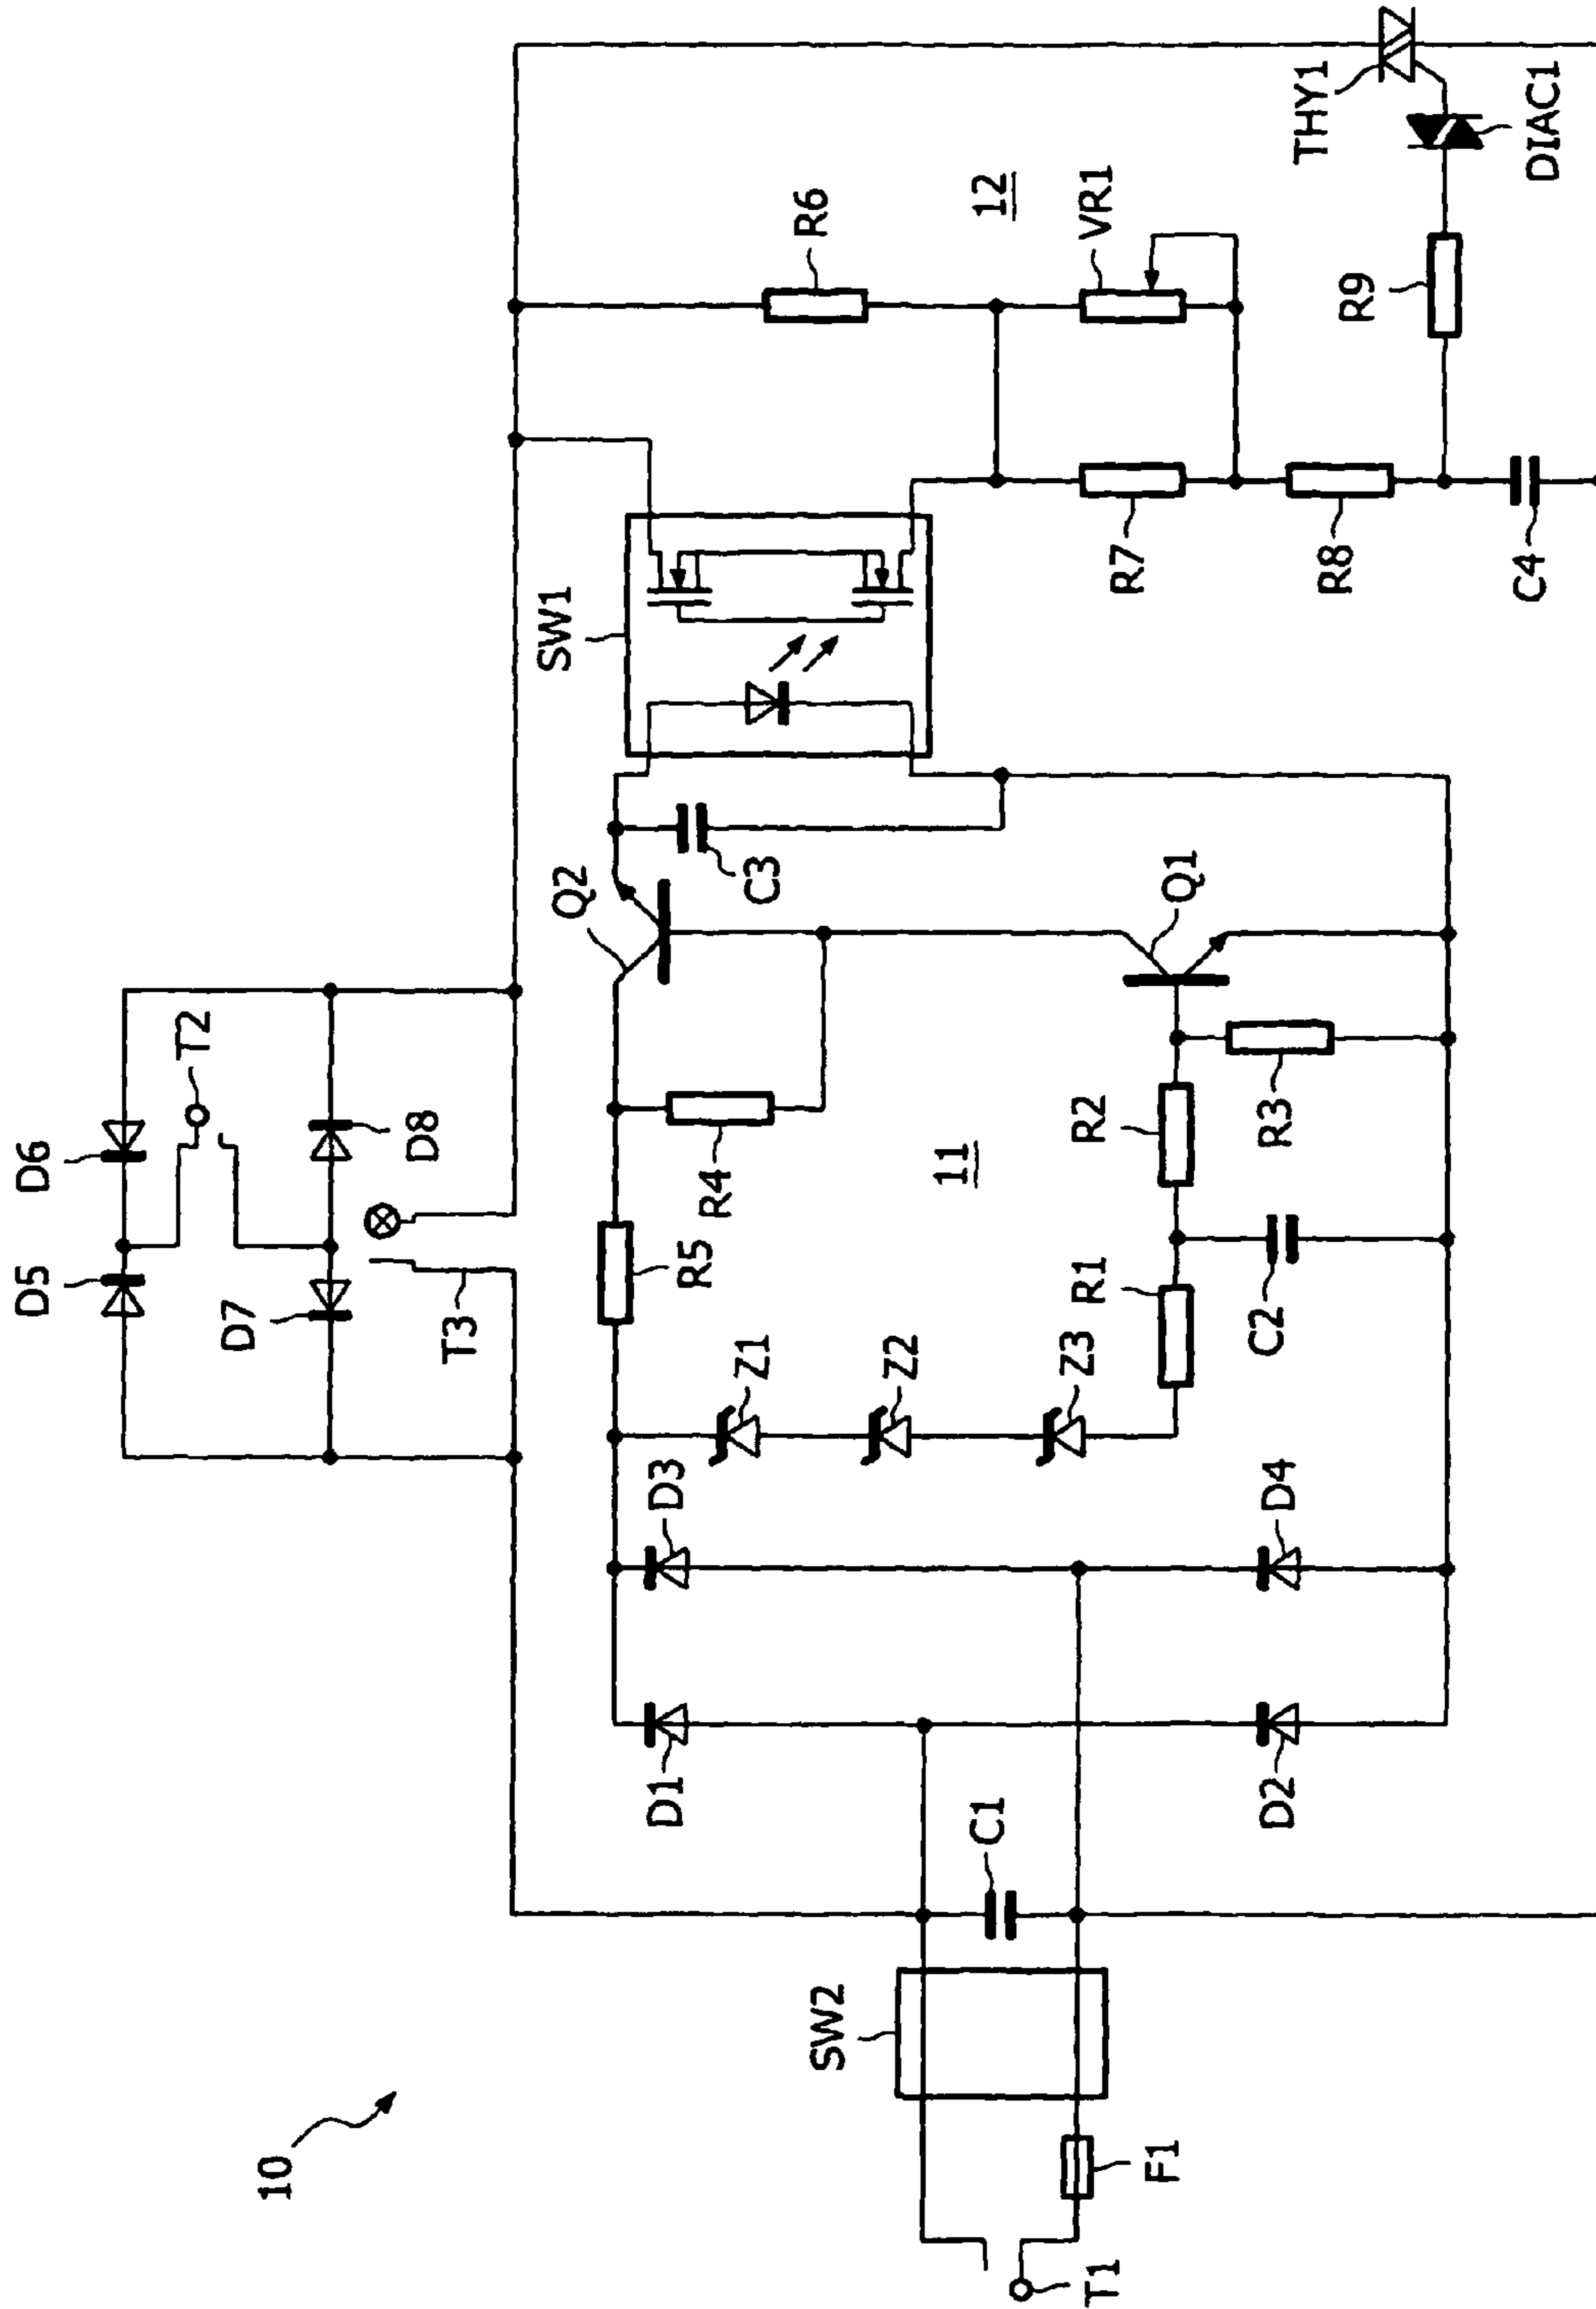 10
T1
F1
SW2
C1
D1
D2
D3
D4
Z1
Z2
Z3
R5
R1
C2
R4
11
R2
R3
Q2
Q1
C3
SW1
D5
D6
D7
D8
T2
T3
R6
12
VR1
R7
R8
C4
R9
THY1
DIAC1